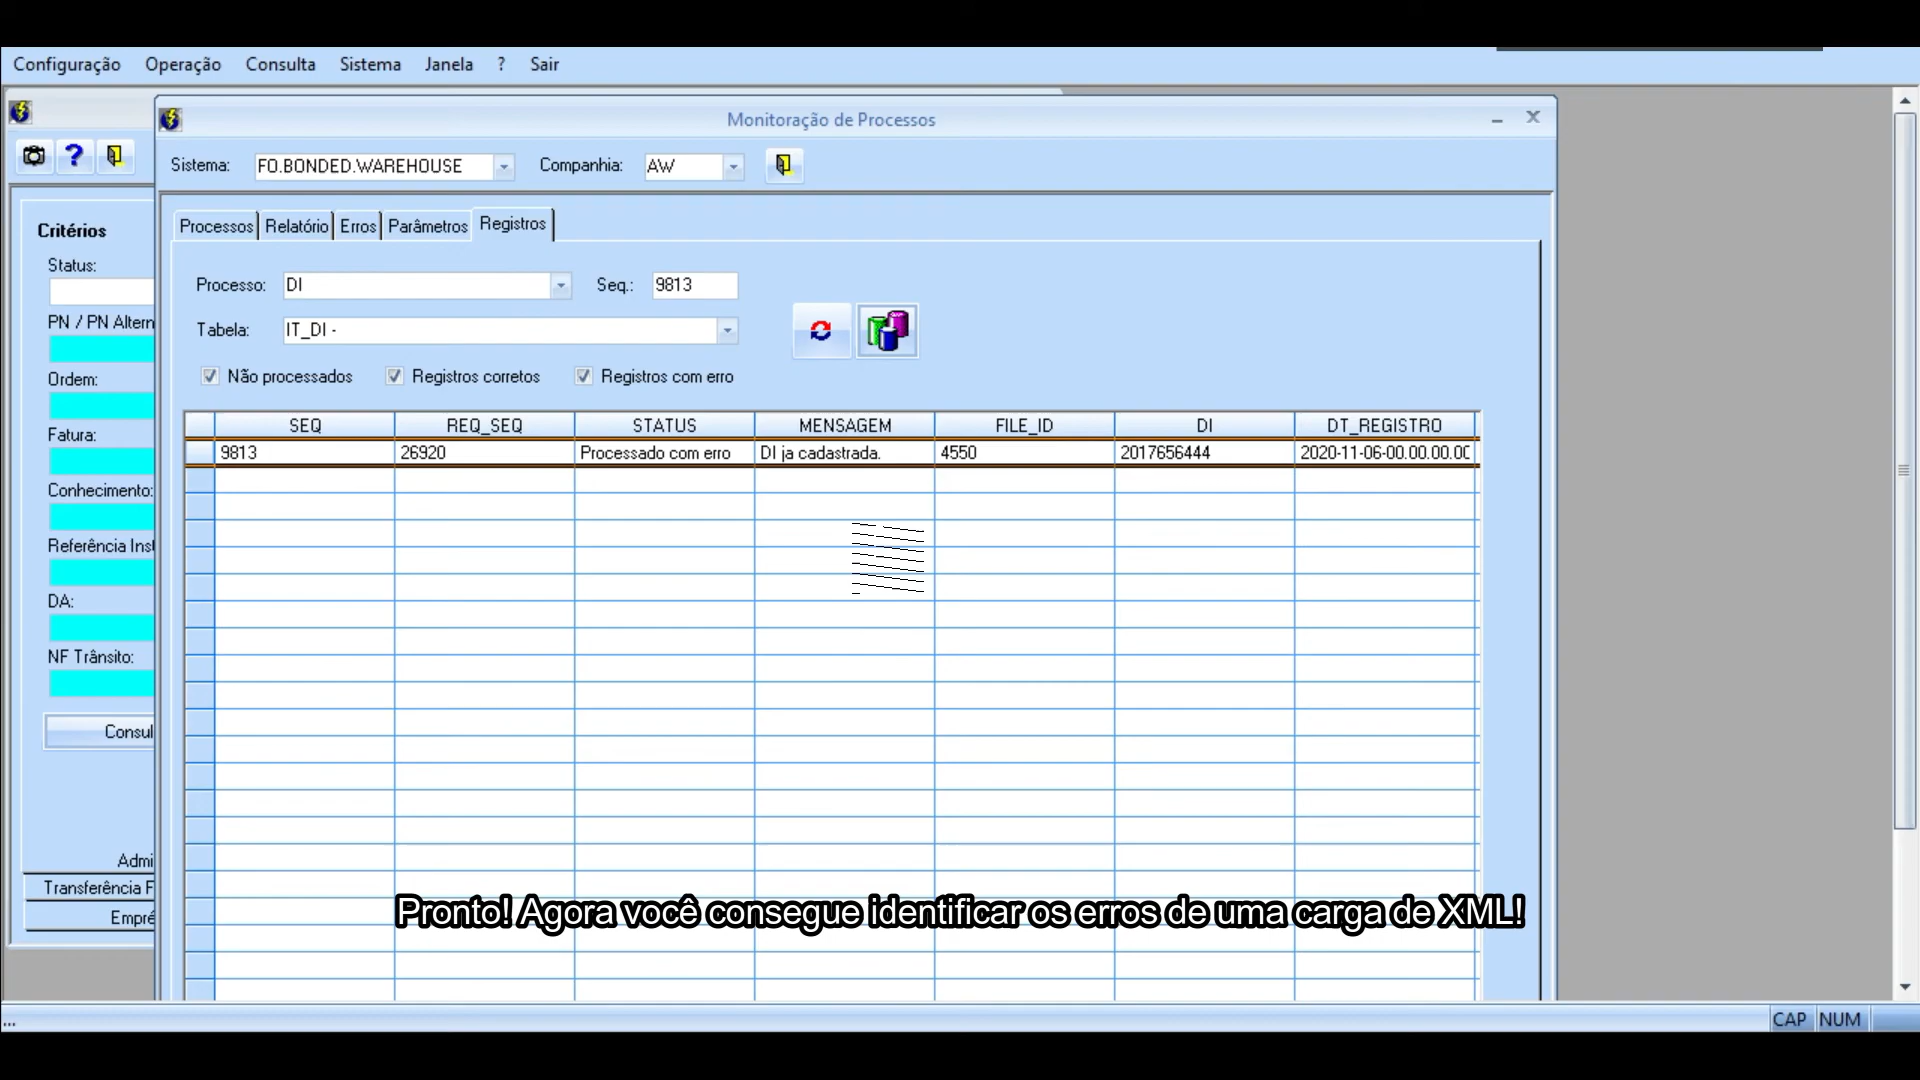 Configuração Operação Consulta Sistema Janela ? Sair
Monitoração de Processos
Sistema: FO.BONDED.WAREHOUSE Companhia: AW
Processos Relatório Erros Parâmetros Registros
Critérios
Status:
PN / PN Altern
Ordem:
Fatura:
Conhecimento:
Referência Inst
DA:
NF Trânsito:
Consul
Admi
Transferência F
Empré
Processo: DI Seq.: 9813
Tabela: IT_DI -
Não processados Registros corretos Registros com erro
SEQ REQ_SEQ STATUS MENSAGEM FILE_ID DI DT_REGISTRO
9813 26920 Processado com erro DI ja cadastrada. 4550 2017656444 2020-11-06-00.00.00.00
Pronto! Agora você consegue identificar os erros de uma carga de XML!
... CAP NUM